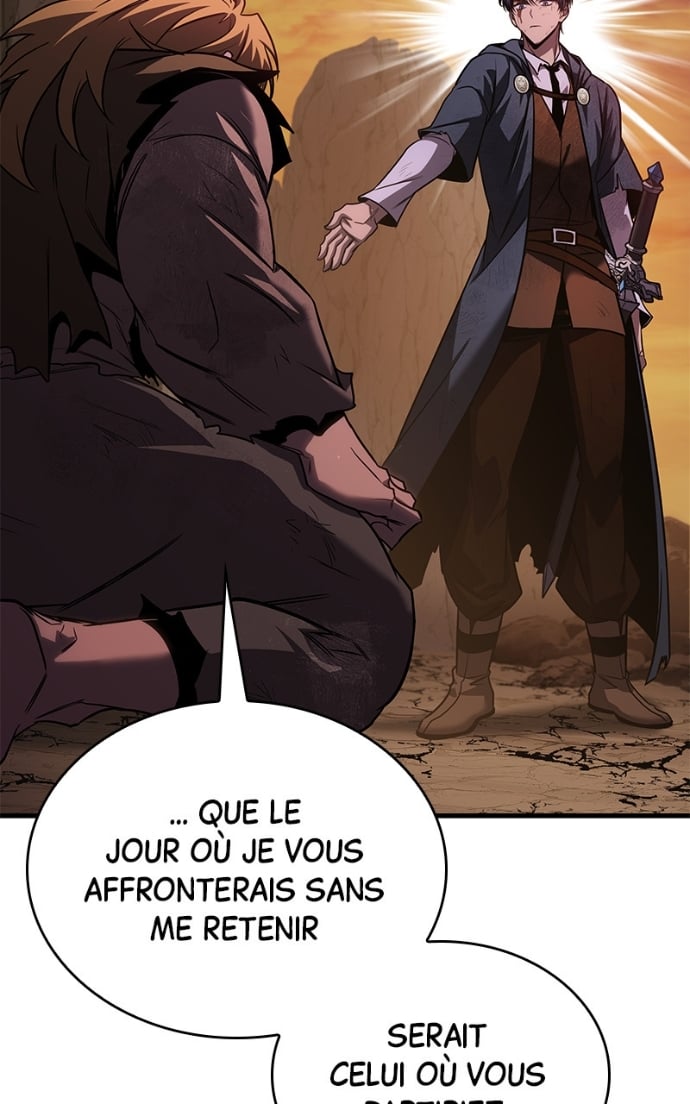 ... QUE LE
JOUR OÙ JE VOUS
AFFRONTERAIS SANS
ME RETENIR
SERAIT
CELUI OÙ VOUS